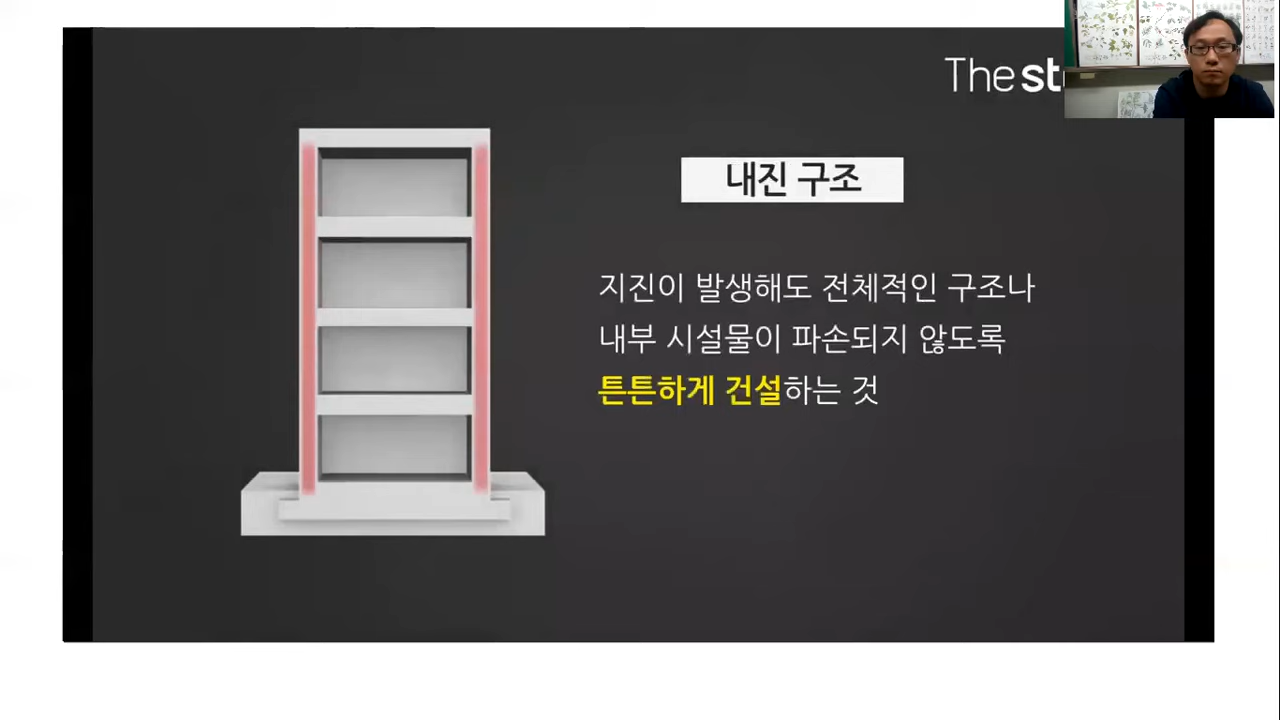 The
내진 구조
지진이 발생해도 전체적인 구조나
내부 시설물이 파손되지 않도록
튼튼하게 건설하는 것